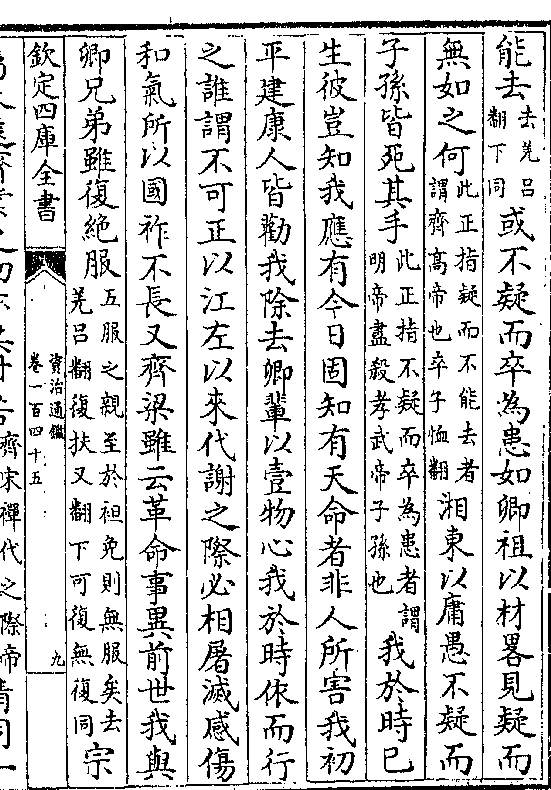 能去去羌呂翻下同或不疑而卒為患如卿祖以材畧見疑而
無如之何此正指疑而不能去者謂齊髙帝也卒子恤翻湘東以庸愚不疑而
子孫皆死其手此正指不疑而卒為患者謂明帝盡殺孝武帝子孫也我於時已
生彼豈知我應有今日固知有天命者非人所害我初
平建康人皆勸我除去卿輩以壹物心我於時依而行
之誰謂不可正以江左以來代謝之際必相屠滅感傷
和氣所以國祚不長又齊梁雖云革命事異前世我與
卿兄弟雖復絶服五服之親至於袒免則無服矣去羌呂翻復扶又翻下可復無復同宗
欽定四庫全書
資治通鑑
卷一百四十五
九
齊宋禪代之際帝